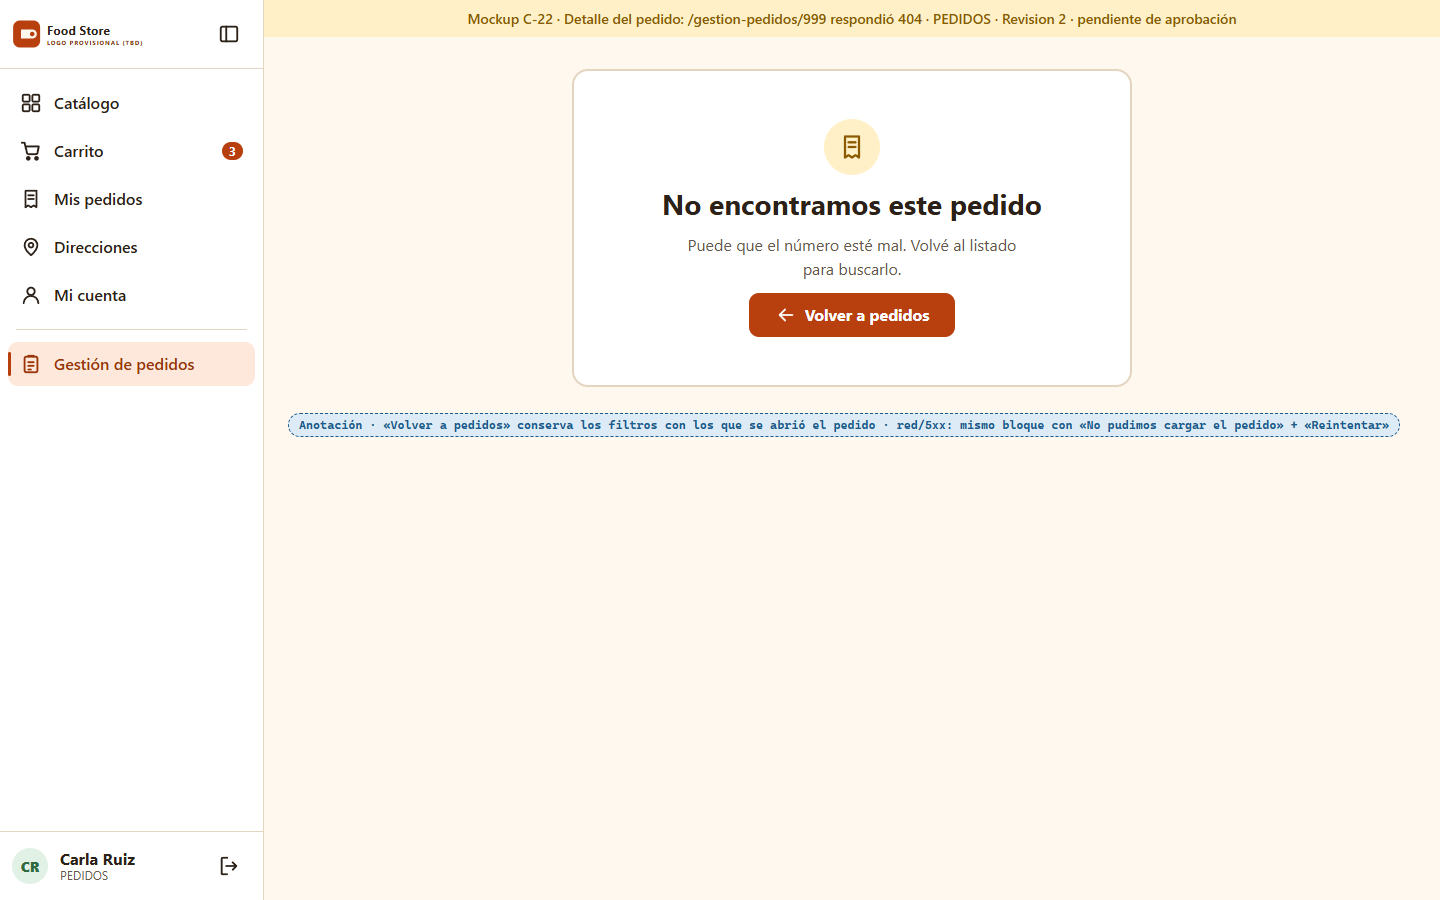 Food Store
LOGO PROVISIONAL (TBD)
Catálogo
Carrito
3
Mis pedidos
Direcciones
Mi cuenta
Gestión de pedidos
CR
Carla Ruiz
PEDIDOS
Mockup C-22 · Detalle del pedido: /gestion-pedidos/999 respondió 404 · PEDIDOS · Revision 2 · pendiente de aprobación
No encontramos este pedido
Puede que el número esté mal. Volvé al listado
para buscarlo.
Volver a pedidos
Anotación · «Volver a pedidos» conserva los filtros con los que se abrió el pedido · red/5xx: mismo bloque con «No pudimos cargar el pedido» + «Reintentar»